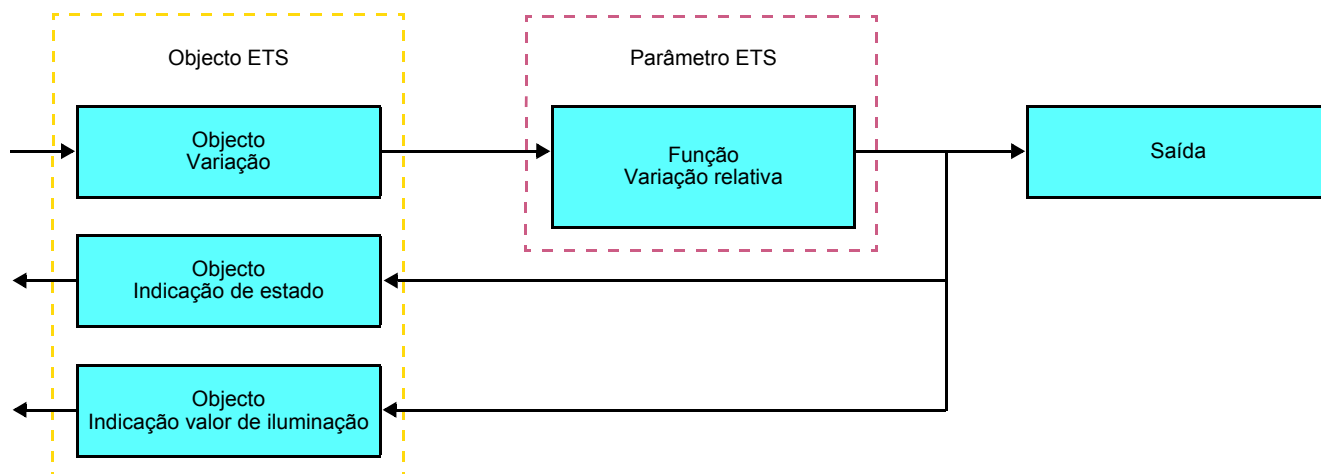 Objecto ETS
Parâmetro ETS
Objecto
Variação
Função
Variação relativa
Saída
Objecto
Indicação de estado
Objecto
Indicação valor de iluminação